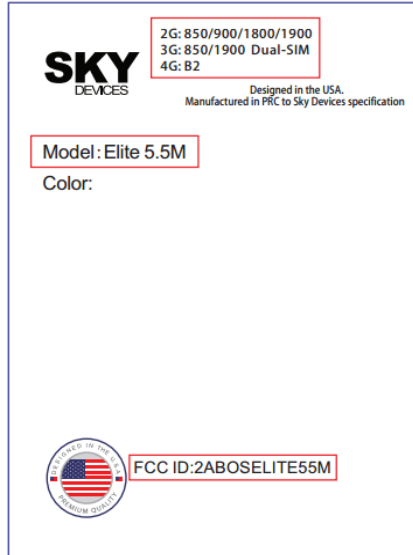 SKY
DEVICES
2G: 850/900/1800/1900
3G: 850/1900 Dual-SIM
4G: B2
Designed in the USA.
Manufactured in PRC to Sky Devices specification
Model: Elite 5.5M
Color:
DESIGNED IN THE USA
PREMIUM QUALITY
FCC ID:2ABOSELITE55M